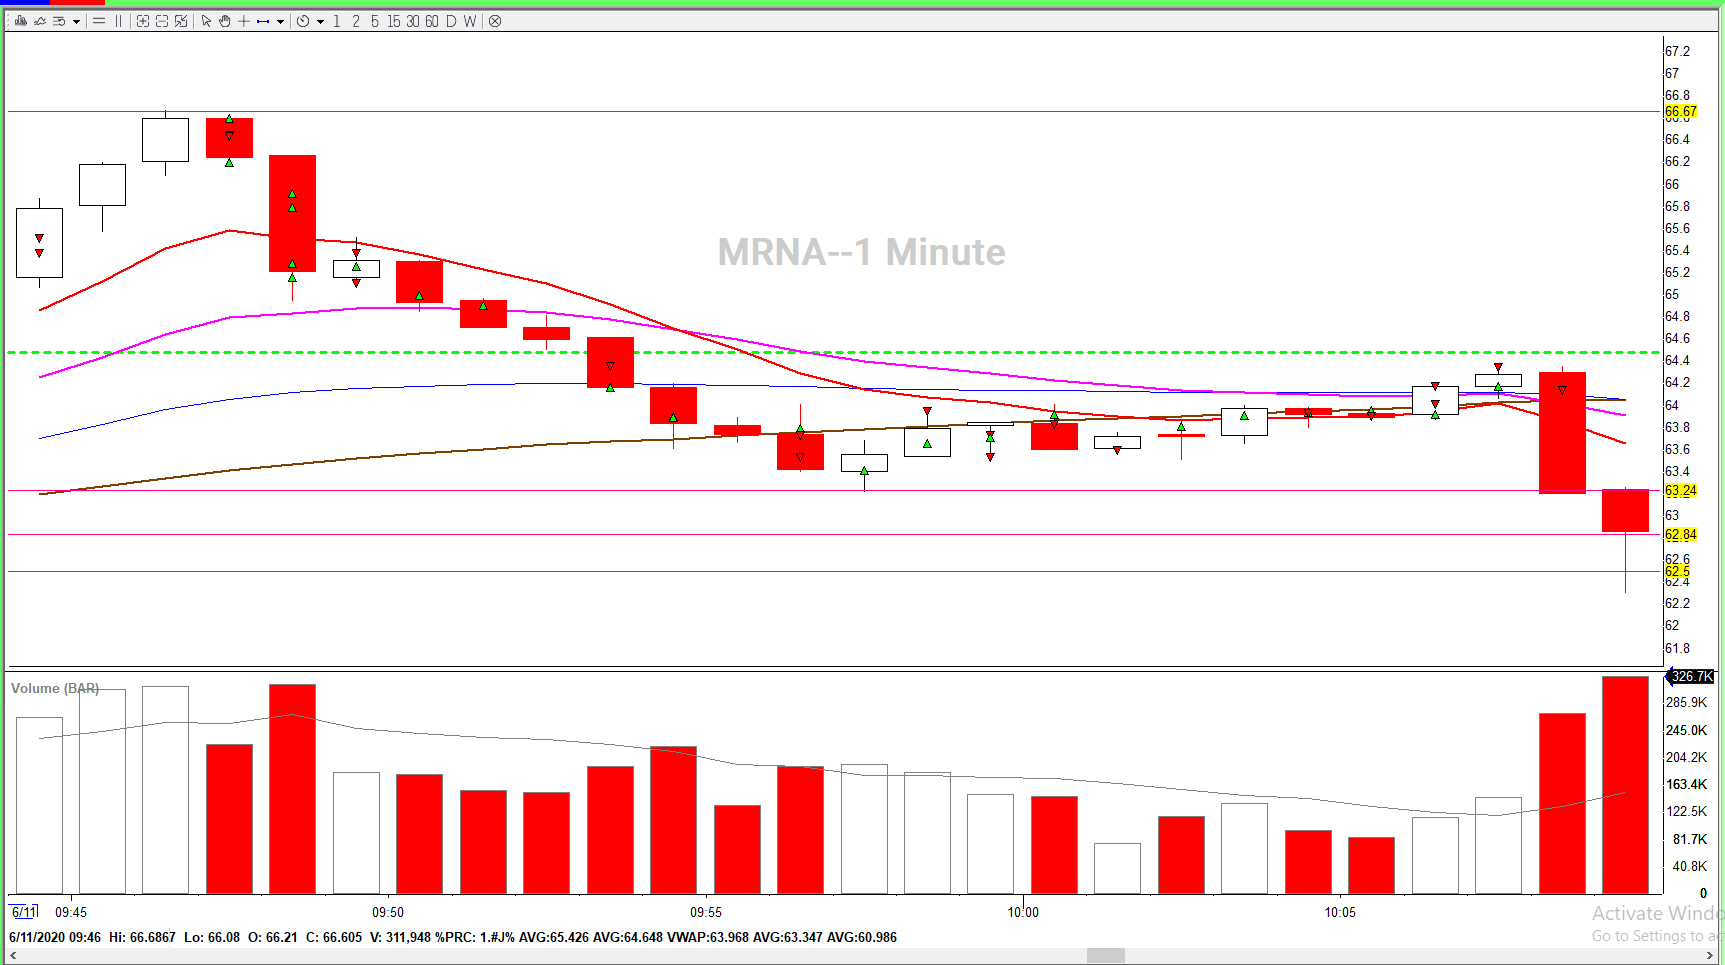 1 2 5 15 30 60 D W
MRNA--1 Minute
67.2
67
66.8
66.67
66.6
66.4
66.2
66
65.8
65.6
65.4
65.2
65
64.8
64.6
64.4
64.2
64
63.8
63.6
63.4
63.24
63
62.84
62.6
62.5
62.4
62.2
62
61.8
Volume (BAR)
326.7K
285.9K
245.0K
204.2K
163.4K
122.5K
81.7K
40.8K
0
6/11 09:45 09:50 09:55 10:00 10:05
Activate Windo
Go to Settings to ac
6/11/2020 09:46 Hi: 66.6867 Lo: 66.08 O: 66.21 C: 66.605 V: 311,948 %PRC: 1.#J% AVG:65.426 AVG:64.648 VWAP:63.968 AVG:63.347 AVG:60.986